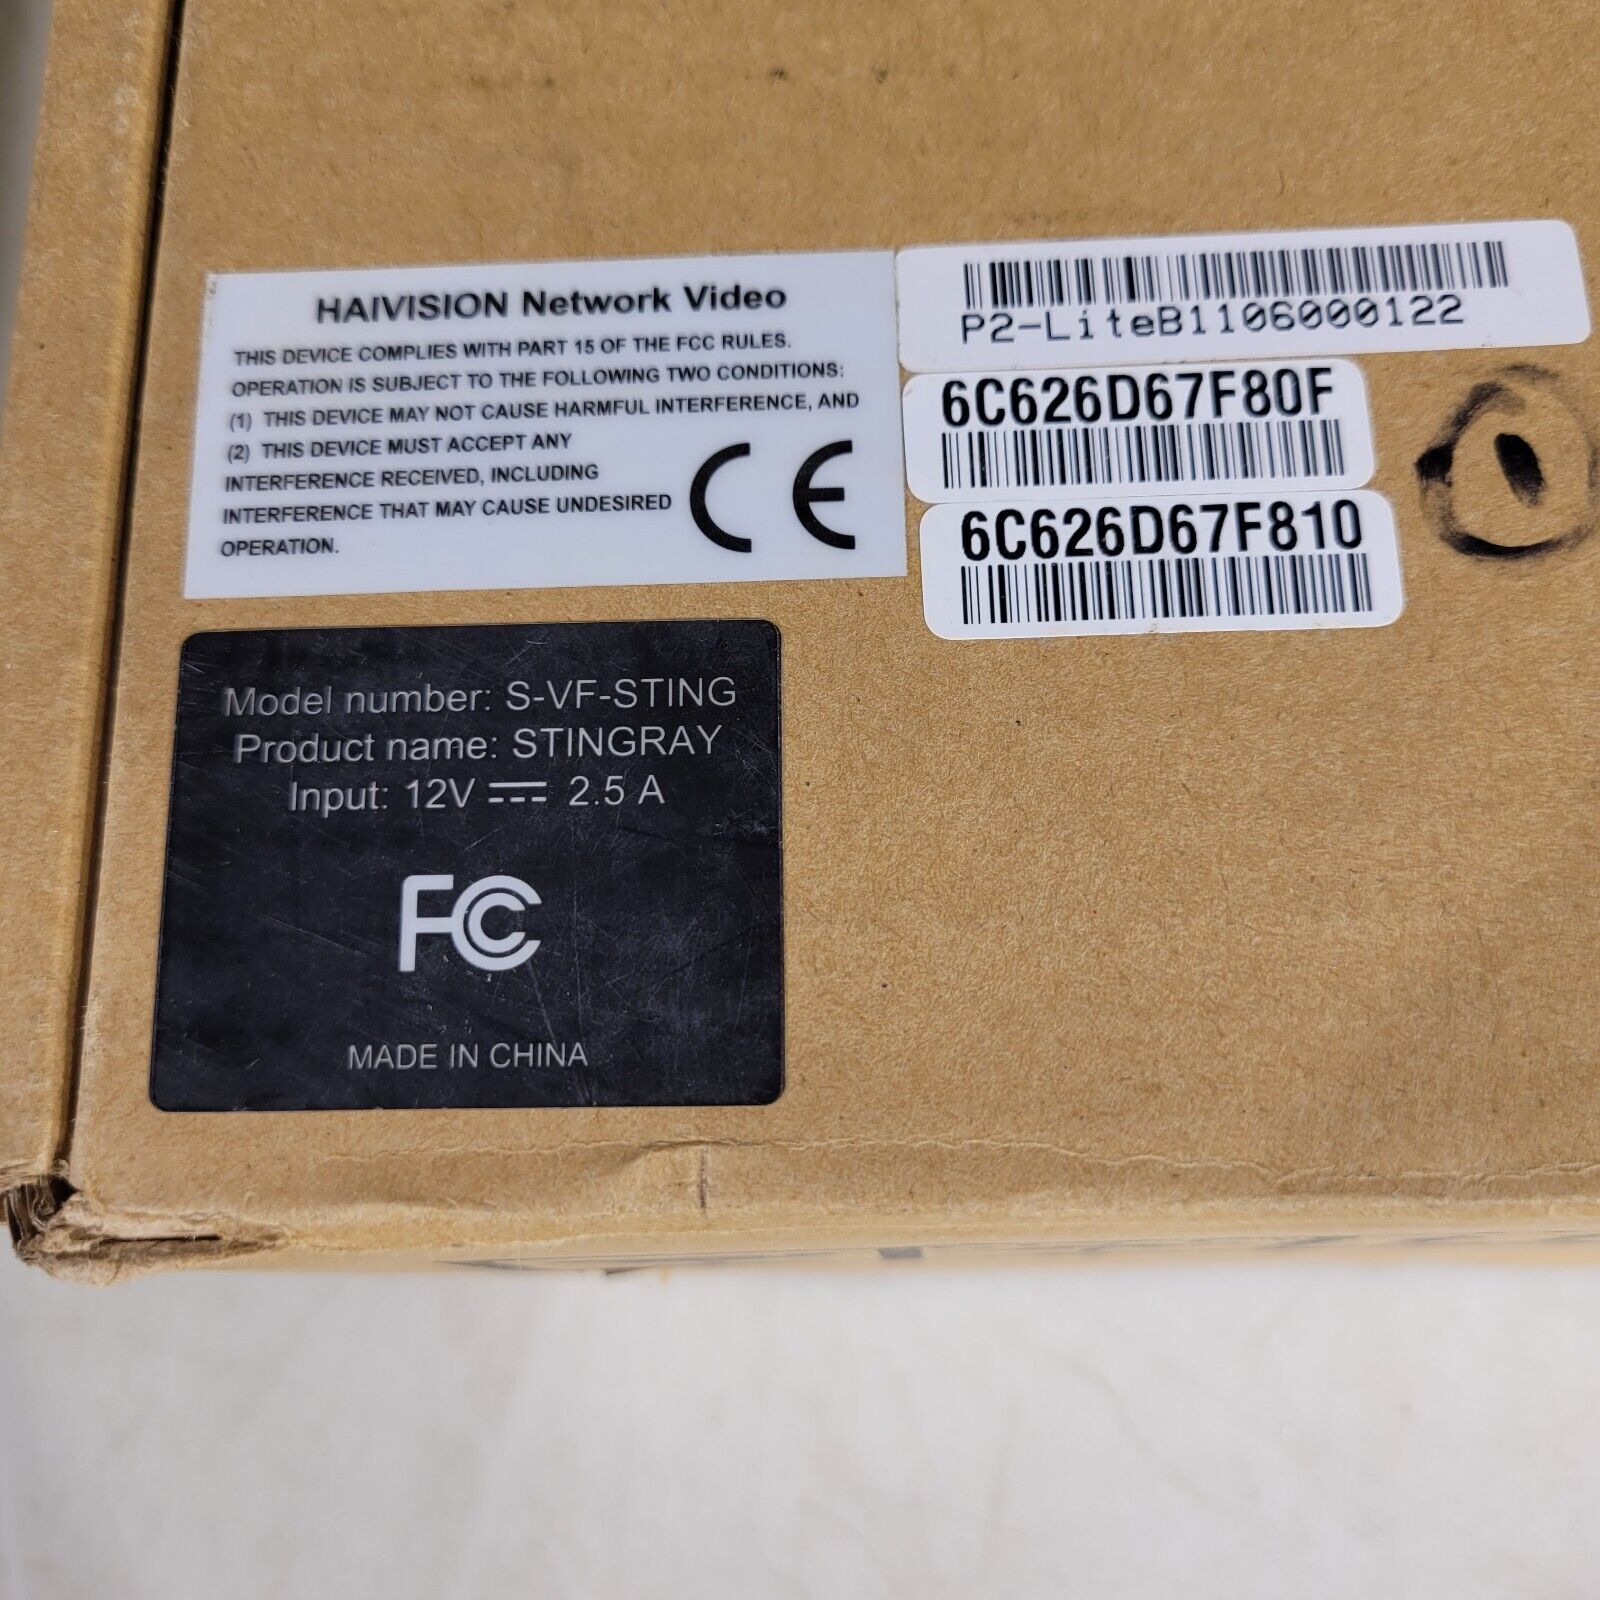 HAIVISION Network Video
THIS DEVICE COMPLIES WITH PART 15 OF THE FCC RULES.
OPERATION IS SUBJECT TO THE FOLLOWING TWO CONDITIONS:
(1) THIS DEVICE MAY NOT CAUSE HARMFUL INTERFERENCE, AND
(2) THIS DEVICE MUST ACCEPT ANY
INTERFERENCE RECEIVED, INCLUDING
INTERFERENCE THAT MAY CAUSE UNDESIRED
OPERATION.
CE
P2-LiteB1106000122
6C626D67F80F
6C626D67F810
Model number: S-VF-STING
Product name: STINGRAY
Input: 12V ⎓ 2.5 A
FC
MADE IN CHINA